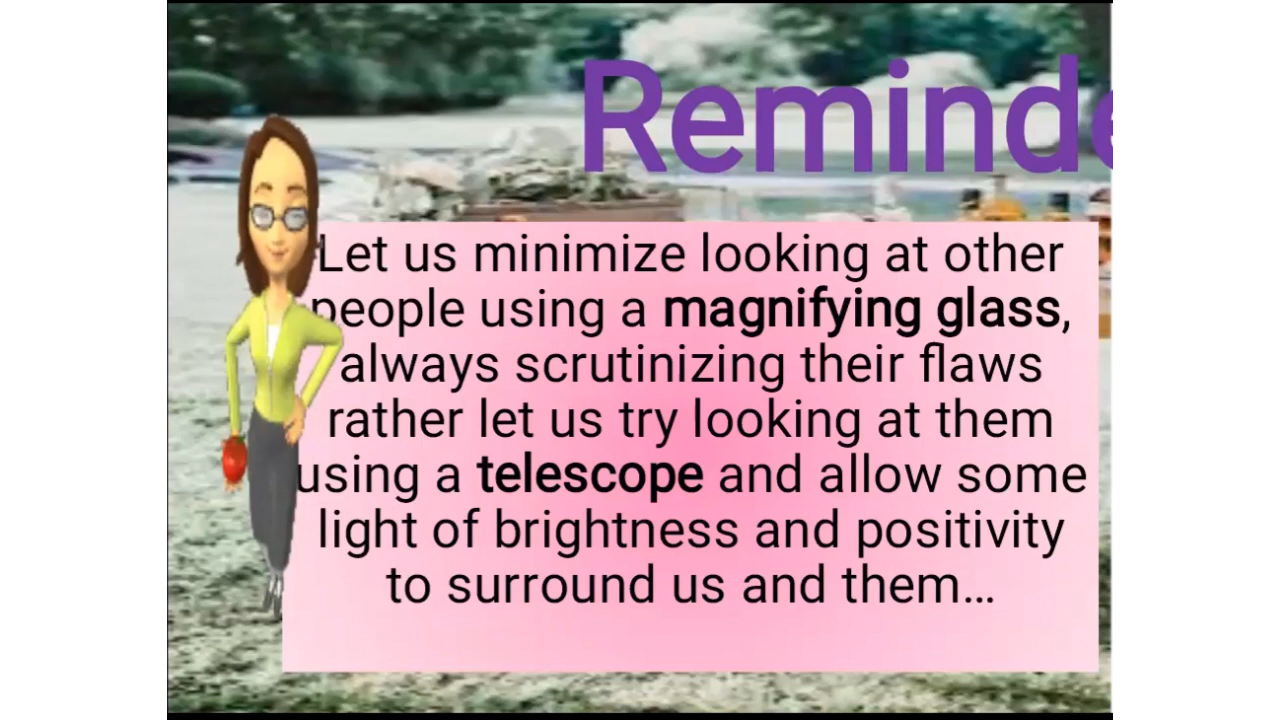 Reminde
Let us minimize looking at other
people using a magnifying glass,
always scrutinizing their flaws
rather let us try looking at them
using a telescope and allow some
light of brightness and positivity
to surround us and them…